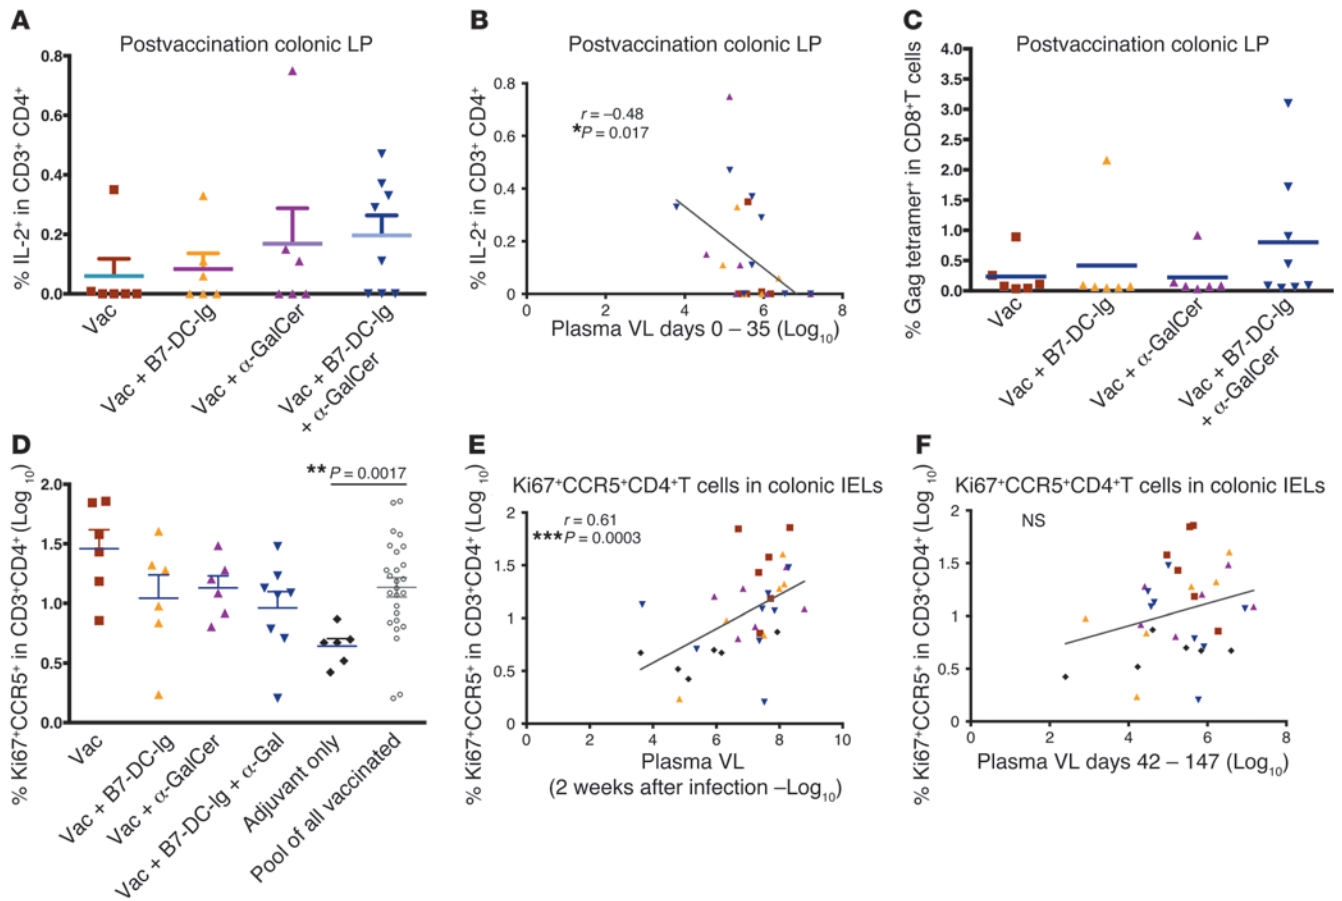 A
Postvaccination colonic LP
% IL-2⁺ in CD3⁺ CD4⁺
0.8
0.6
0.4
0.2
0.0
Vac
Vac + B7-DC-Ig
Vac + α-GalCer
Vac + B7-DC-Ig
+ α-GalCer
B
Postvaccination colonic LP
% IL-2⁺ in CD3⁺ CD4⁺
0.8
0.6
0.4
0.2
0
r = –0.48
*P = 0.017
0 2 4 6 8
Plasma VL days 0 – 35 (Log₁₀)
C
Postvaccination colonic LP
% Gag tetramer⁺ in CD8⁺T cells
4.0
3.5
3.0
2.5
2.0
1.5
1.0
0.5
0.0
Vac
Vac + B7-DC-Ig
Vac + α-GalCer
Vac + B7-DC-Ig
+ α-GalCer
D
% Ki67⁺CCR5⁺ in CD3⁺CD4⁺ (Log ₁₀)
2.0
1.5
1.0
0.5
0.0
** P = 0.0017
Vac
Vac + B7-DC-Ig
Vac + α-GalCer
Vac + B7-DC-Ig + α-Gal
Adjuvant only
Pool of all vaccinated
E
Ki67⁺CCR5⁺CD4⁺T cells in colonic IELs
% Ki67⁺CCR5⁺ in CD3⁺CD4⁺ (Log ₁₀)
2
1.5
1
0.5
0
r = 0.61
***P = 0.0003
0 2 4 6 8 10
Plasma VL
(2 weeks after infection –Log₁₀)
F
Ki67⁺CCR5⁺CD4⁺T cells in colonic IELs
% Ki67⁺CCR5⁺ in CD3⁺CD4⁺ (Log ₁₀)
2
1.5
1
0.5
0
NS
0 2 4 6 8
Plasma VL days 42 – 147 (Log₁₀)